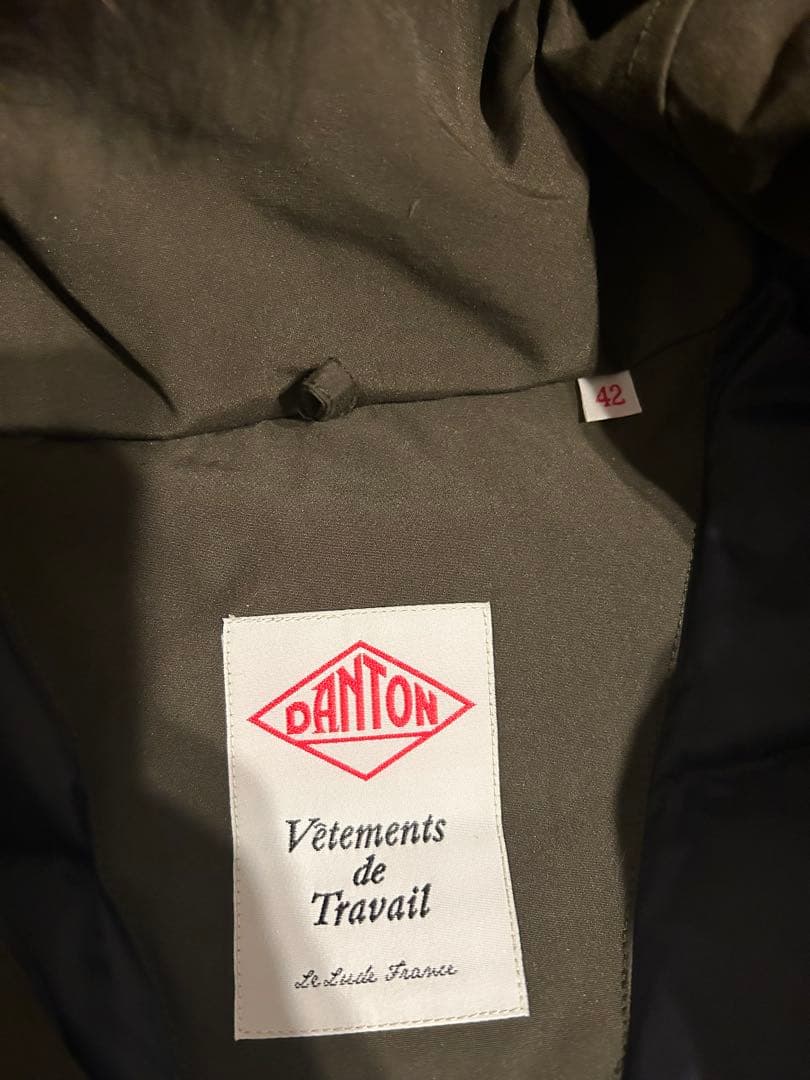 42
DANTON
Vêtements
de
Travail
Le Lude France